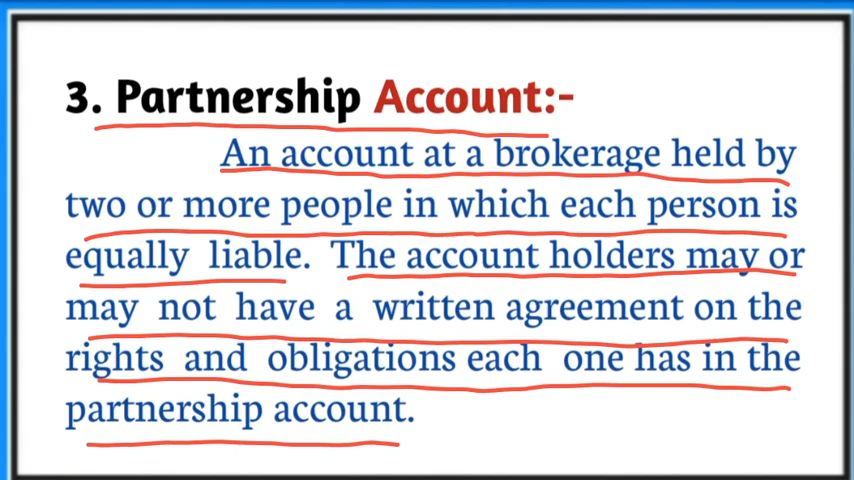 3. Partnership Account:-
An account at a brokerage held by
two or more people in which each person is
equally liable. The account holders may or
may not have a written agreement on the
rights and obligations each one has in the
partnership account.